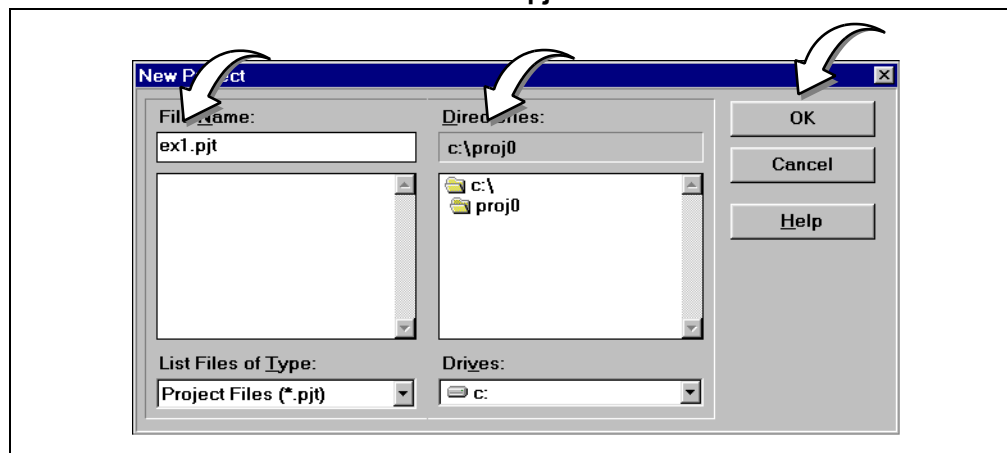 New Project
File Name:
Directories:
ex1.pjt
c:\proj0
c:\
proj0
List Files of Type:
Drives:
Project Files (*.pjt)
c:
OK
Cancel
Help